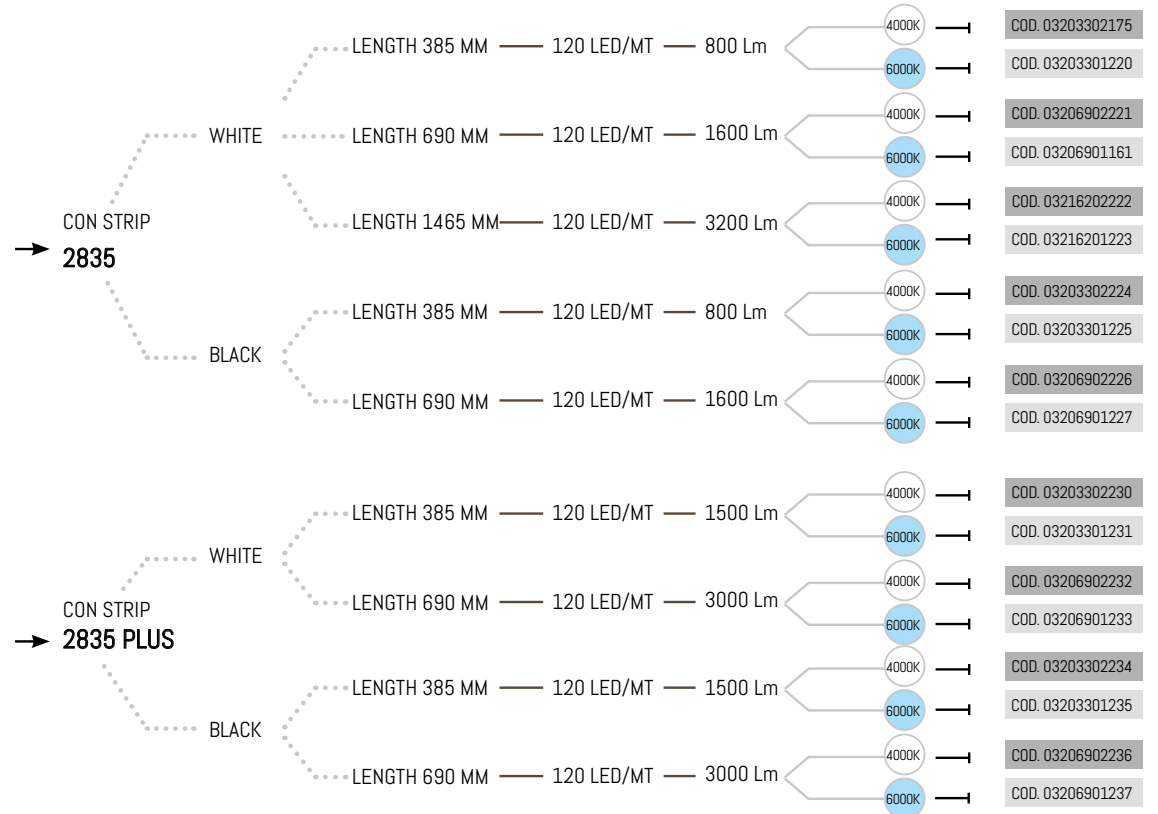 LENGTH 385 MM 120 LED/MT 800 Lm 4000K COD. 03203302175
6000K COD. 03203301220
WHITE LENGTH 690 MM 120 LED/MT 1600 Lm 4000K COD. 03206902221
6000K COD. 03206901161
LENGTH 1465 MM 120 LED/MT 3200 Lm 4000K COD. 03216202222
6000K COD. 03216201223
CON STRIP
2835
LENGTH 385 MM 120 LED/MT 800 Lm 4000K COD. 03203302224
6000K COD. 03203301225
BLACK
LENGTH 690 MM 120 LED/MT 1600 Lm 4000K COD. 03206902226
6000K COD. 03206901227
LENGTH 385 MM 120 LED/MT 1500 Lm 4000K COD. 03203302230
6000K COD. 03203301231
WHITE
LENGTH 690 MM 120 LED/MT 3000 Lm 4000K COD. 03206902232
6000K COD. 03206901233
CON STRIP
2835 PLUS
LENGTH 385 MM 120 LED/MT 1500 Lm 4000K COD. 03203302234
6000K COD. 03203301235
BLACK
LENGTH 690 MM 120 LED/MT 3000 Lm 4000K COD. 03206902236
6000K COD. 03206901237